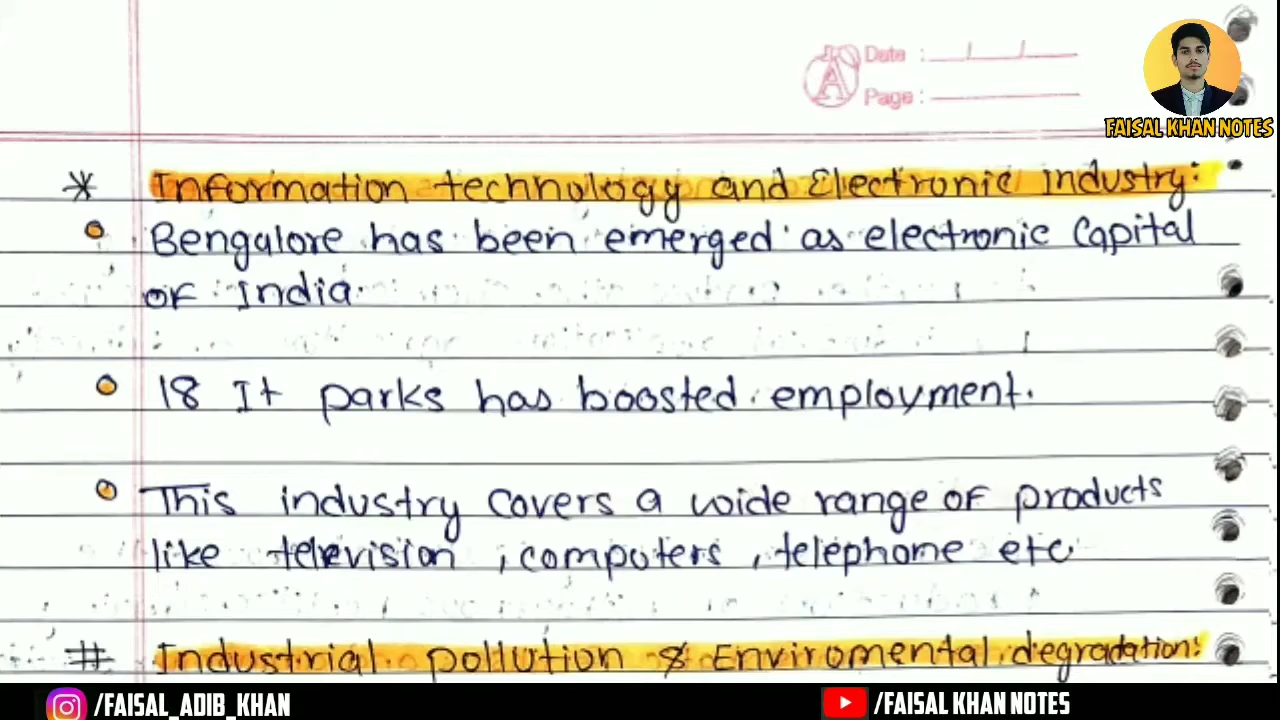 Date :
Page :
FAISAL KHAN NOTES
* Information technology and Electronic industry:
Bengalore has been emerged as electronic capital
of India.
18 It parks has boosted employment.
This industry covers a wide range of products
like television, computers, telephome etc
# Industrial pollution & Enviromental degradation:
/FAISAL_ADIB_KHAN
/FAISAL KHAN NOTES